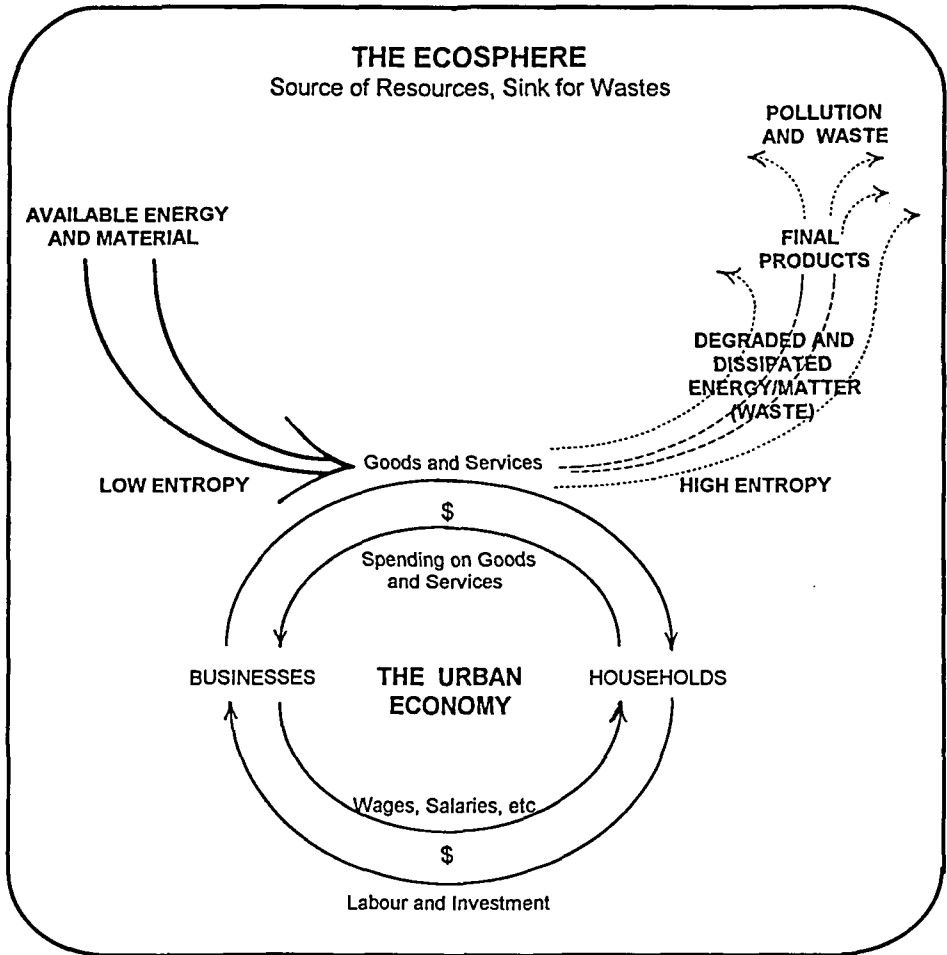 THE ECOSPHERE
Source of Resources, Sink for Wastes
POLLUTION
AND WASTE
AVAILABLE ENERGY
AND MATERIAL
FINAL
PRODUCTS
DEGRADED AND
DISSIPATED
ENERGY/MATTER
(WASTE)
Goods and Services
LOW ENTROPY
HIGH ENTROPY
$
Spending on Goods
and Services
BUSINESSES
THE URBAN
ECONOMY
HOUSEHOLDS
Wages, Salaries, etc
$
Labour and Investment